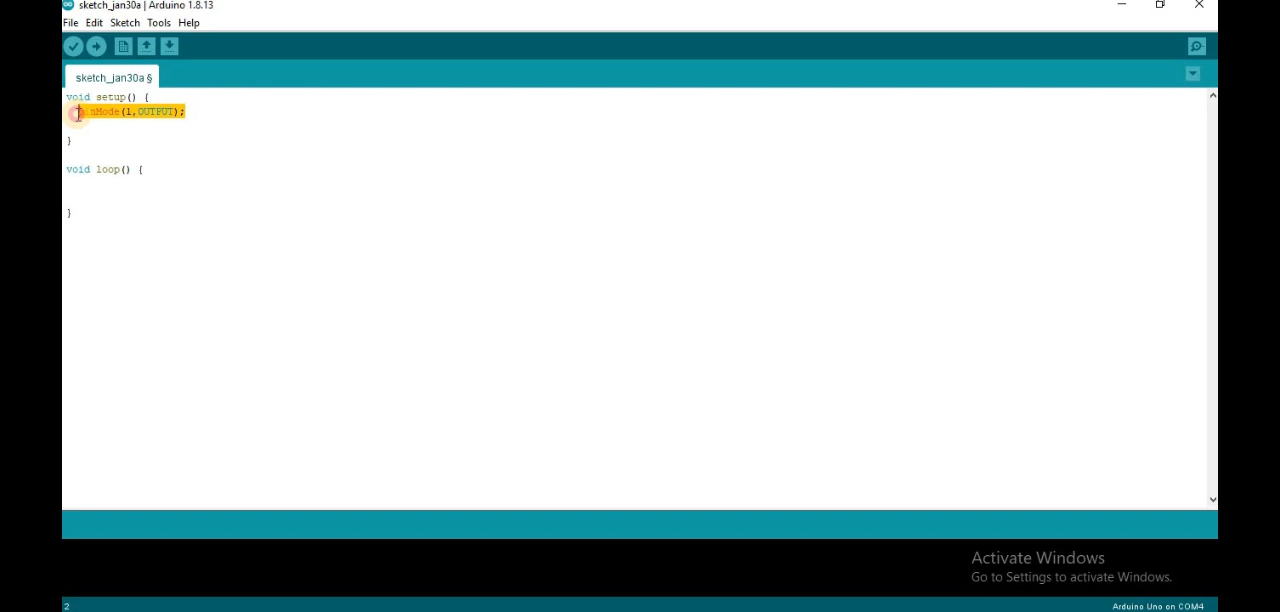 sketch_jan30a | Arduino 1.8.13
File Edit Sketch Tools Help
sketch_jan30a §
void setup() {
pinMode(1,OUTPUT);
}
void loop() {
}
Activate Windows
Go to Settings to activate Windows.
2
Arduino Uno on COM4